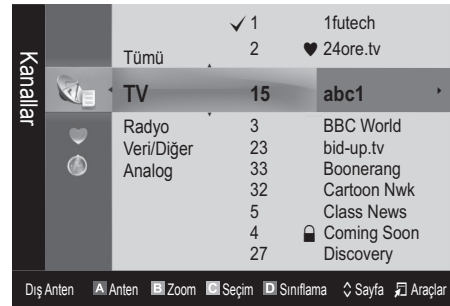 Kanallar
✓ 1 1futech
Tümü 2 ♥ 24ore.tv
TV 15 abc1
Radyo 3 BBC World
Veri/Diğer 23 bid-up.tv
Analog 33 Boonerang
32 Cartoon Nwk
5 Class News
4 Coming Soon
27 Discovery
Dış Anten A Anten B Zoom C Seçim D Sınıflama Sayfa Araçlar